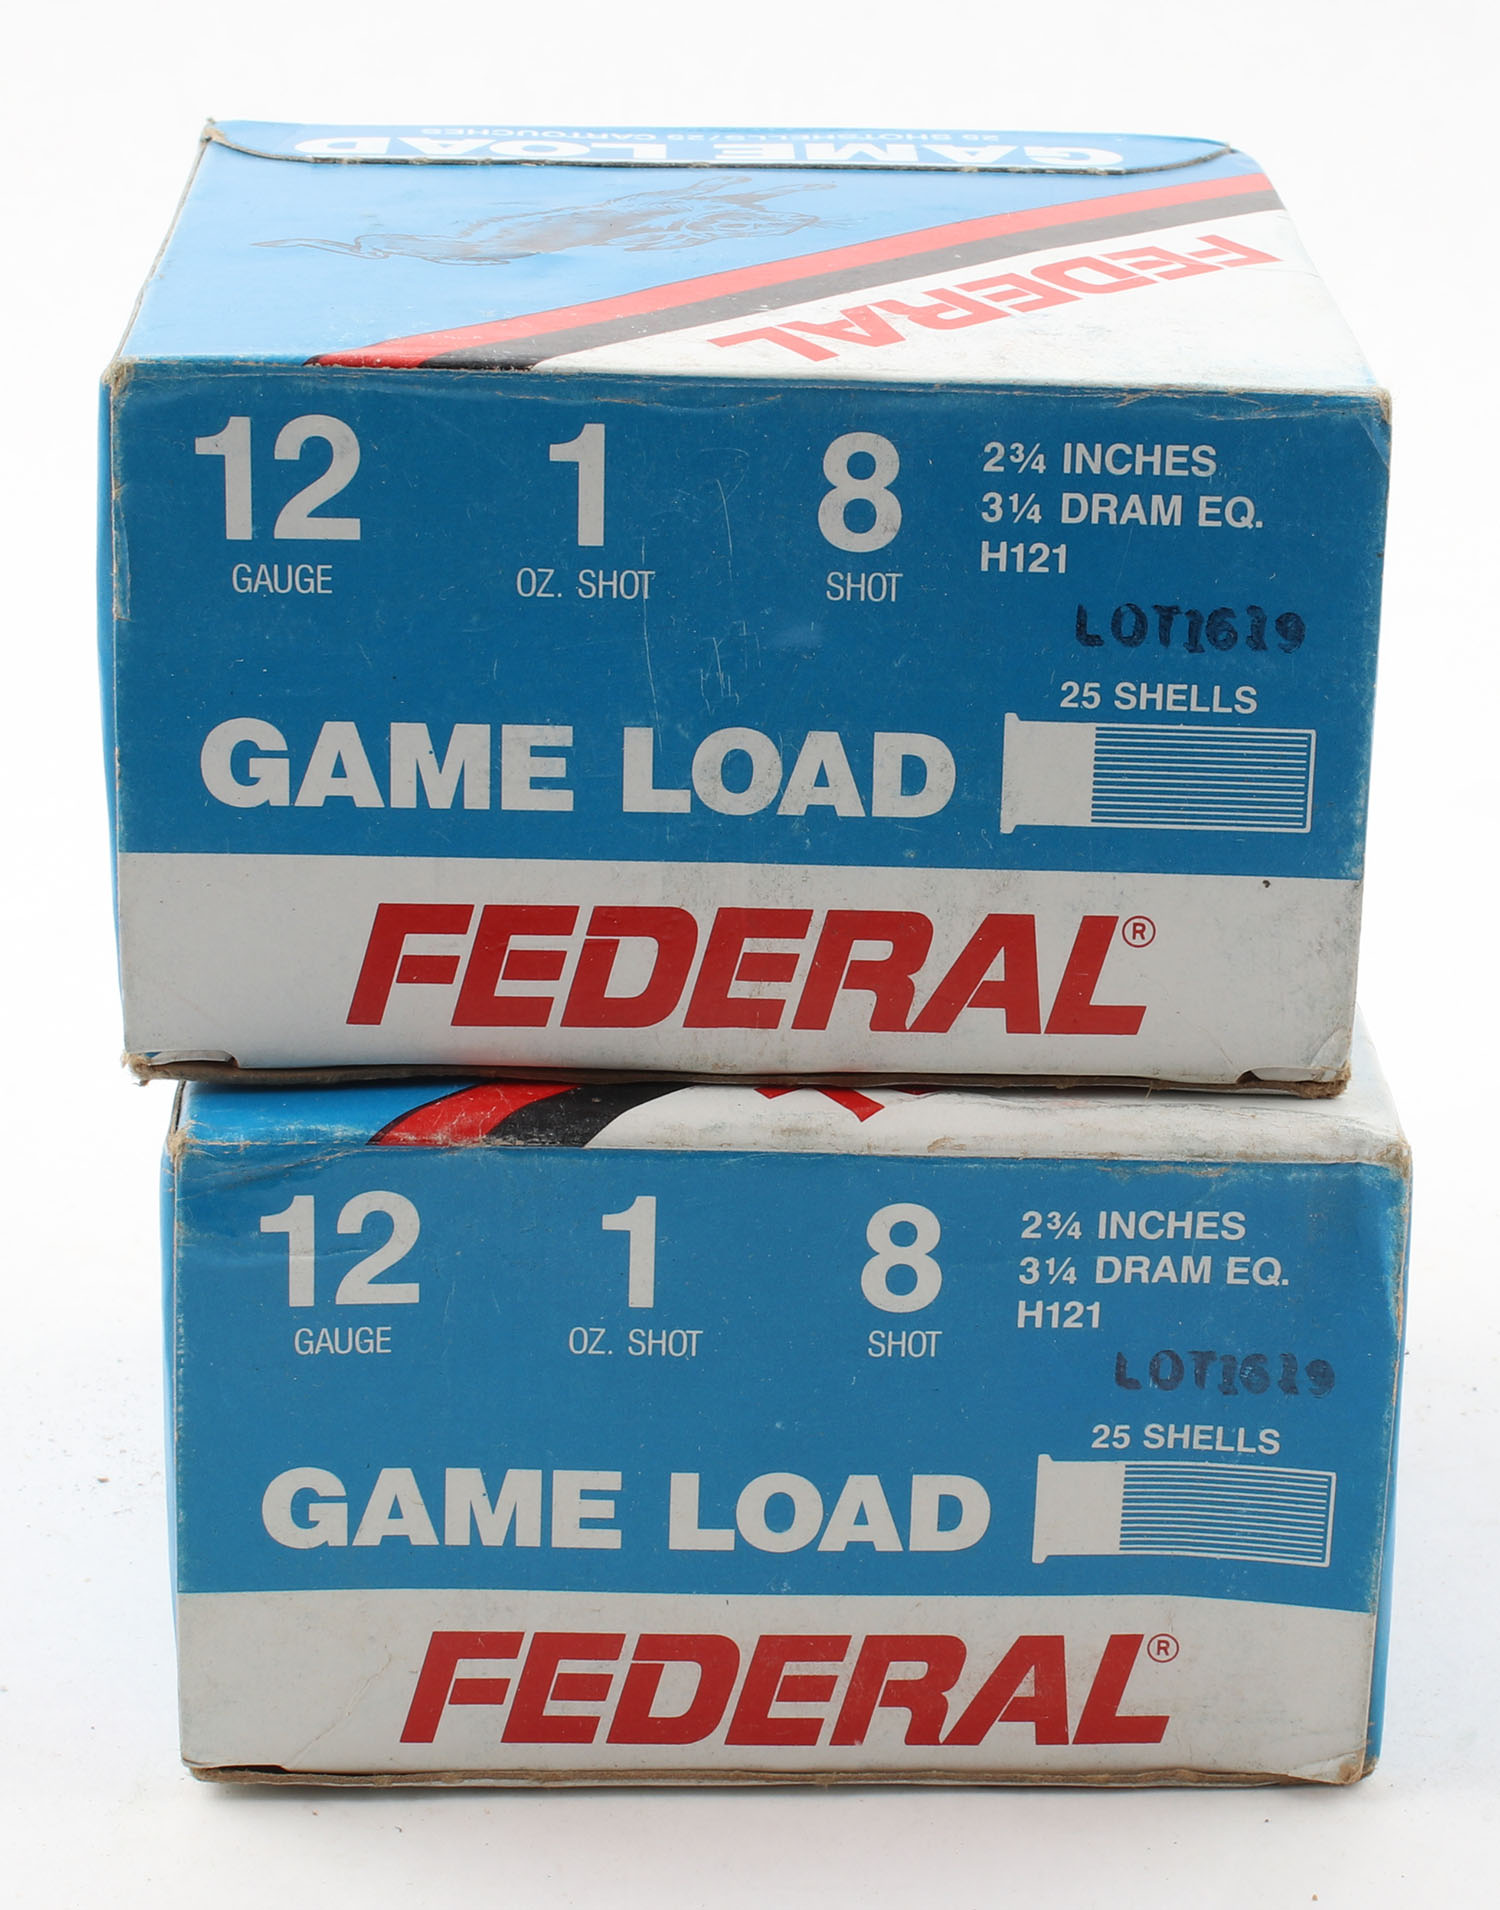 GAME LOAD
25 SHOTSHELLS/25 CARTOUCHES
FEDERAL
12 1 8
GAUGE OZ. SHOT SHOT
2¾ INCHES
3¼ DRAM EQ.
H121
LOT1619
25 SHELLS
GAME LOAD
FEDERAL®
12 1 8
GAUGE OZ. SHOT SHOT
2¾ INCHES
3¼ DRAM EQ.
H121
LOT1619
25 SHELLS
GAME LOAD
FEDERAL®